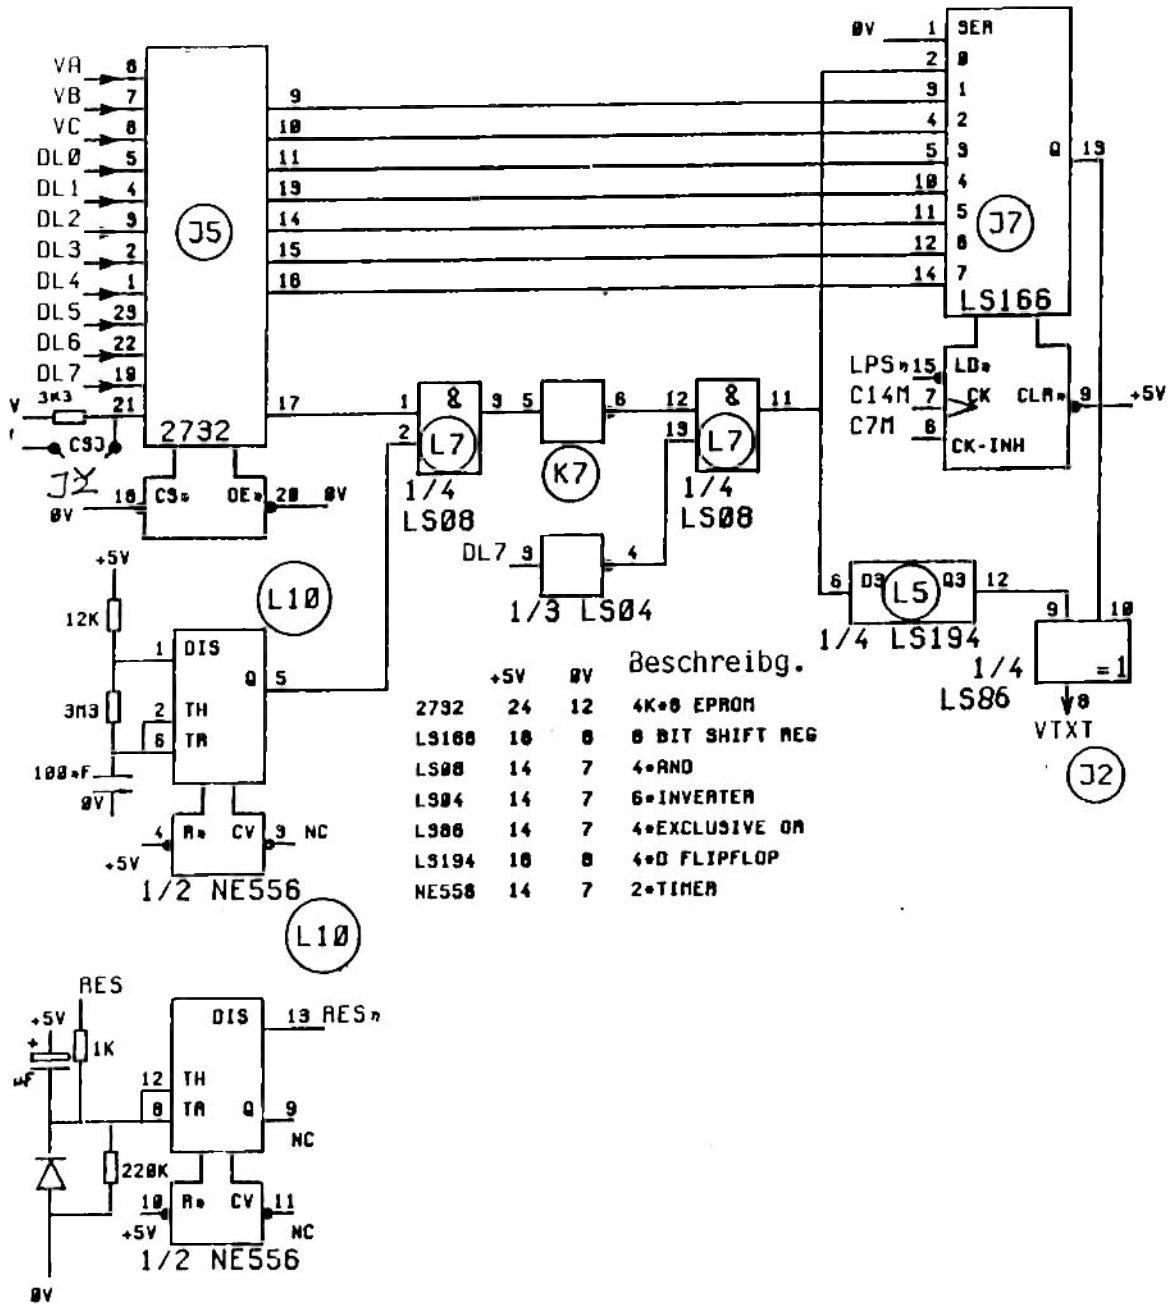 VA 6
VB 7
VC 8
DL0 5
DL1 4
DL2 3
DL3 2
DL4 1
DL5 23
DL6 22
DL7 19
V 3K3 21
CSJ
JY
J5
2732
9
10
11
13
14
15
16
17
18 CS* OE* 20 0V
0V
0V 1 SER
2 0
3 1
4 2
5 3
10 4
11 5
12 6
14 7
Q 13
J7
LS166
LPS* 15 LD*
C14M 7 CK CLR* 9 +5V
C7M 6 CK-INH
1 & 3
2
L7
1/4
LS08
5 6
K7
12 & 11
13
L7
1/4
LS08
DL7 3 4
1/3 LS04
6 D3 Q3 12
L5
1/4 LS194
9 10
1/4 =1
LS86 8
VTXT
J2
+5V
12K
3M3
100*F
0V
L10
1 DIS
Q 5
2 TH
6 TR
4 R* CV 3 NC
+5V
1/2 NE556
+5V 0V Beschreibg.
2732 24 12 4K*8 EPROM
LS166 16 8 8 BIT SHIFT REG
LS08 14 7 4*AND
LS04 14 7 6*INVERTER
LS86 14 7 4*EXCLUSIVE OR
LS194 16 8 4*D FLIPFLOP
NE556 14 7 2*TIMER
L10
RES
+5V
+
1K
220K
0V
DIS 13 RES*
12 TH
8 TR Q 9
NC
10 R* CV 11
+5V NC
1/2 NE556